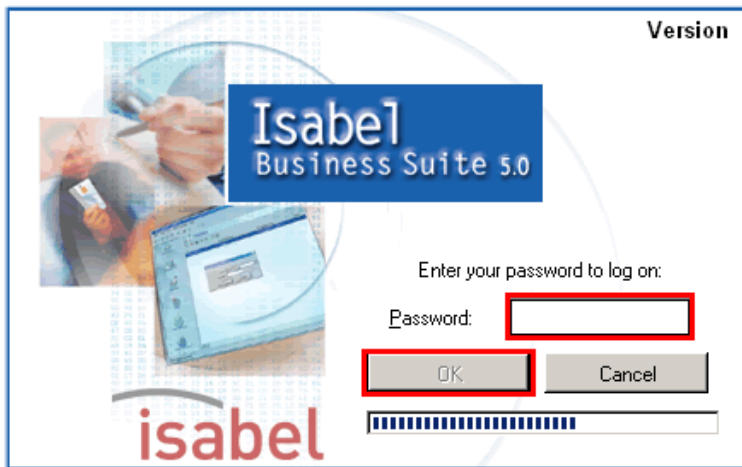 Version
Isabel
Business Suite 5.0
Enter your password to log on:
Password:
OK
Cancel
isabel